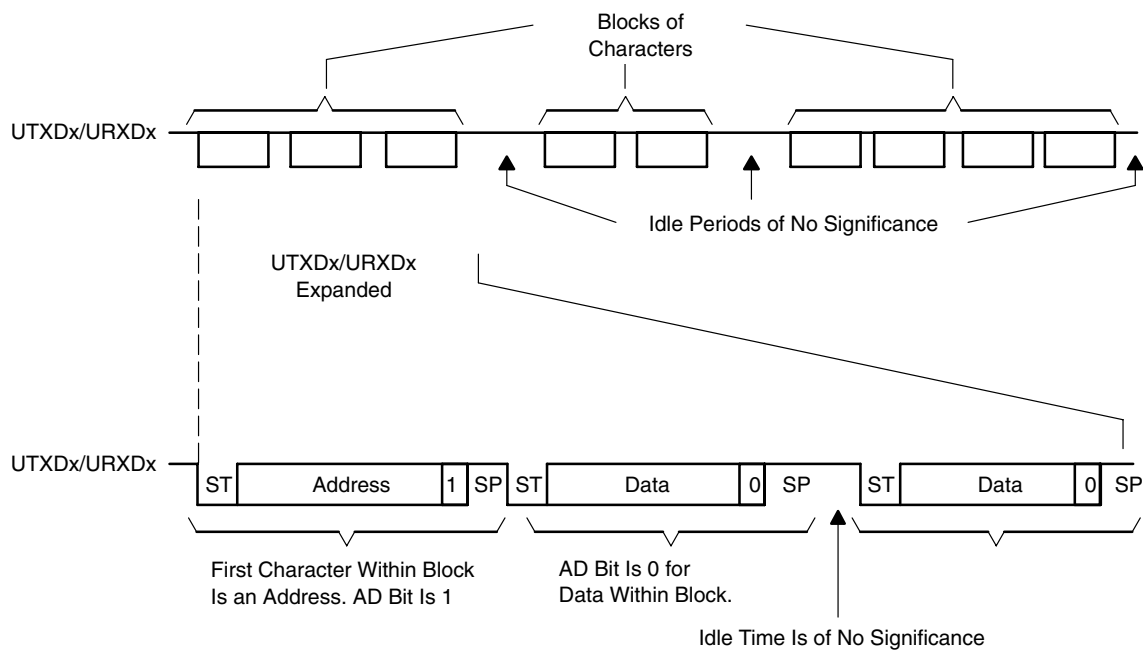 Blocks of
Characters
UTXDx/URXDx
Idle Periods of No Significance
UTXDx/URXDx
Expanded
UTXDx/URXDx
ST Address 1 SP ST Data 0 SP ST Data 0 SP
First Character Within Block
Is an Address. AD Bit Is 1
AD Bit Is 0 for
Data Within Block.
Idle Time Is of No Significance